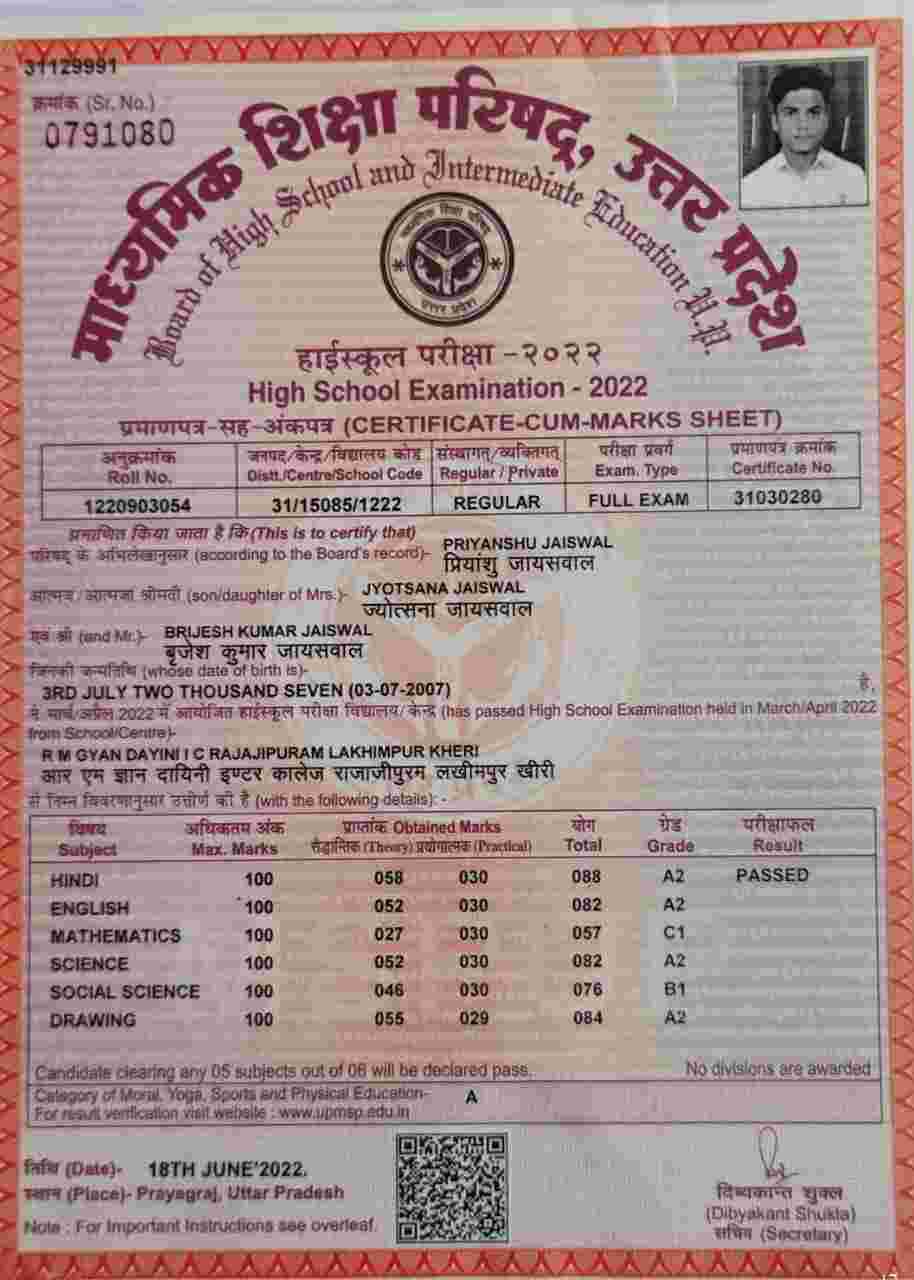 31129991
क्रमांक (Sr. No.)
0791080
माध्यमिक शिक्षा परिषद्, उत्तर प्रदेश
Board of High School and Intermediate Education U.P.
माध्यमिक शिक्षा परिषद्
उत्तर प्रदेश
हाईस्कूल परीक्षा -२०२२
High School Examination - 2022
प्रमाणपत्र-सह-अंकपत्र (CERTIFICATE-CUM-MARKS SHEET)
अनुक्रमांक जनपद/केन्द्र/विद्यालय कोड संस्थागत्/व्यक्तिगत् परीक्षा प्रवर्ग प्रमाणपत्र क्रमांक
Roll No. Distt./Centre/School Code Regular / Private Exam. Type Certificate No.
1220903054 31/15085/1222 REGULAR FULL EXAM 31030280
प्रमाणित किया जाता है कि (This is to certify that)
परिषद के अभिलेखानुसार (according to the Board's record)- PRIYANSHU JAISWAL
प्रियांशु जायसवाल
आत्मज/आत्मजा श्रीमती (son/daughter of Mrs.)- JYOTSANA JAISWAL
ज्योत्सना जायसवाल
एवं श्री (and Mr.)- BRIJESH KUMAR JAISWAL
बृजेश कुमार जायसवाल
जिनकी जन्मतिथि (whose date of birth is)-
3RD JULY TWO THOUSAND SEVEN (03-07-2007) है,
ने मार्च/अप्रैल 2022 में आयोजित हाईस्कूल परीक्षा विद्यालय/केन्द्र (has passed High School Examination held in March/April 2022
from School/Centre)-
R M GYAN DAYINI I C RAJAJIPURAM LAKHIMPUR KHERI
आर एम ज्ञान दायिनी इण्टर कालेज राजाजीपुरम लखीमपुर खीरी
से निम्न विवरणानुसार उत्तीर्ण की है (with the following details): -
विषय अधिकतम अंक प्राप्तांक Obtained Marks योग ग्रेड परीक्षाफल
Subject Max. Marks सैद्धान्तिक (Theory) प्रयोगात्मक (Practical) Total Grade Result
HINDI 100 058 030 088 A2 PASSED
ENGLISH 100 052 030 082 A2
MATHEMATICS 100 027 030 057 C1
SCIENCE 100 052 030 082 A2
SOCIAL SCIENCE 100 046 030 076 B1
DRAWING 100 055 029 084 A2
Candidate clearing any 05 subjects out of 06 will be declared pass. No divisions are awarded
Category of Moral, Yoga, Sports and Physical Education- A
For result verification visit website : www.upmsp.edu.in
तिथि (Date)- 18TH JUNE'2022.
स्थान (Place)- Prayagraj, Uttar Pradesh
Note : For Important Instructions see overleaf.
दिब्यकान्त शुक्ल
(Dibyakant Shukla)
सचिव (Secretary)